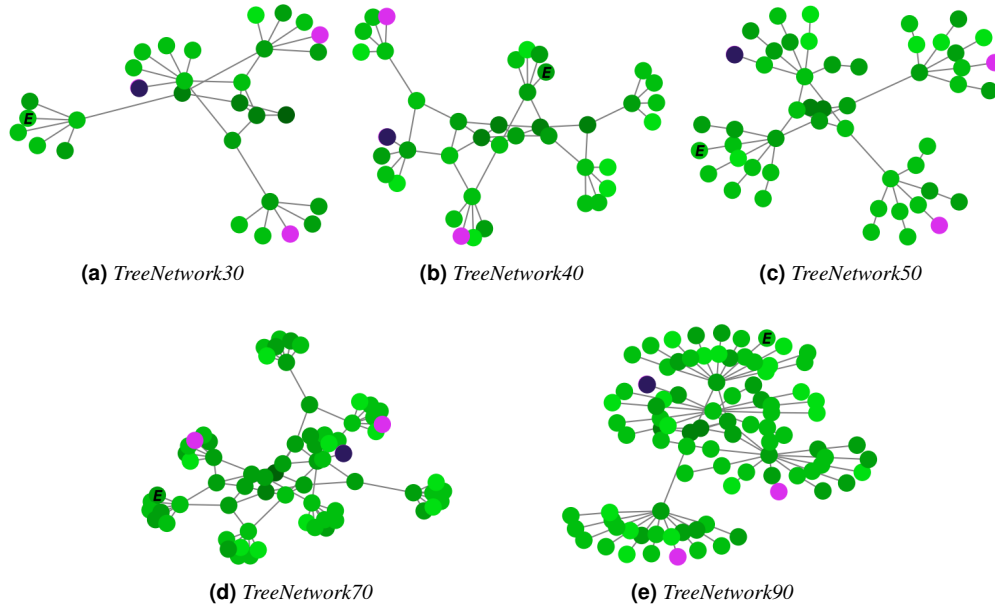 E
E
E
(a) TreeNetwork30
(b) TreeNetwork40
(c) TreeNetwork50
E
E
(d) TreeNetwork70
(e) TreeNetwork90